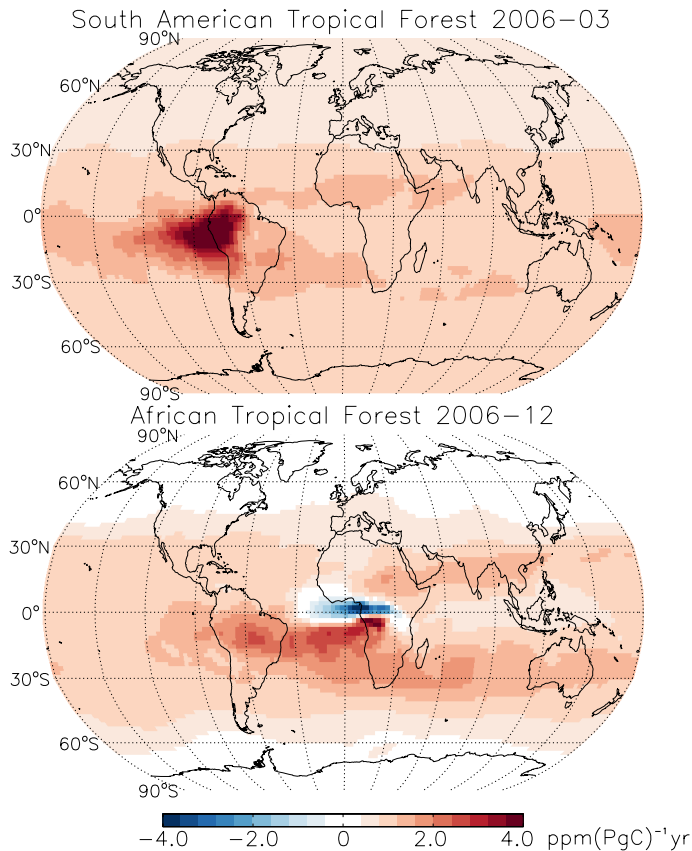 South American Tropical Forest 2006-03
90°N
60°N
30°N
0°
30°S
60°S
90°S
African Tropical Forest 2006-12
90°N
60°N
30°N
0°
30°S
60°S
90°S
-4.0 -2.0 0 2.0 4.0 ppm(PgC)⁻¹yr